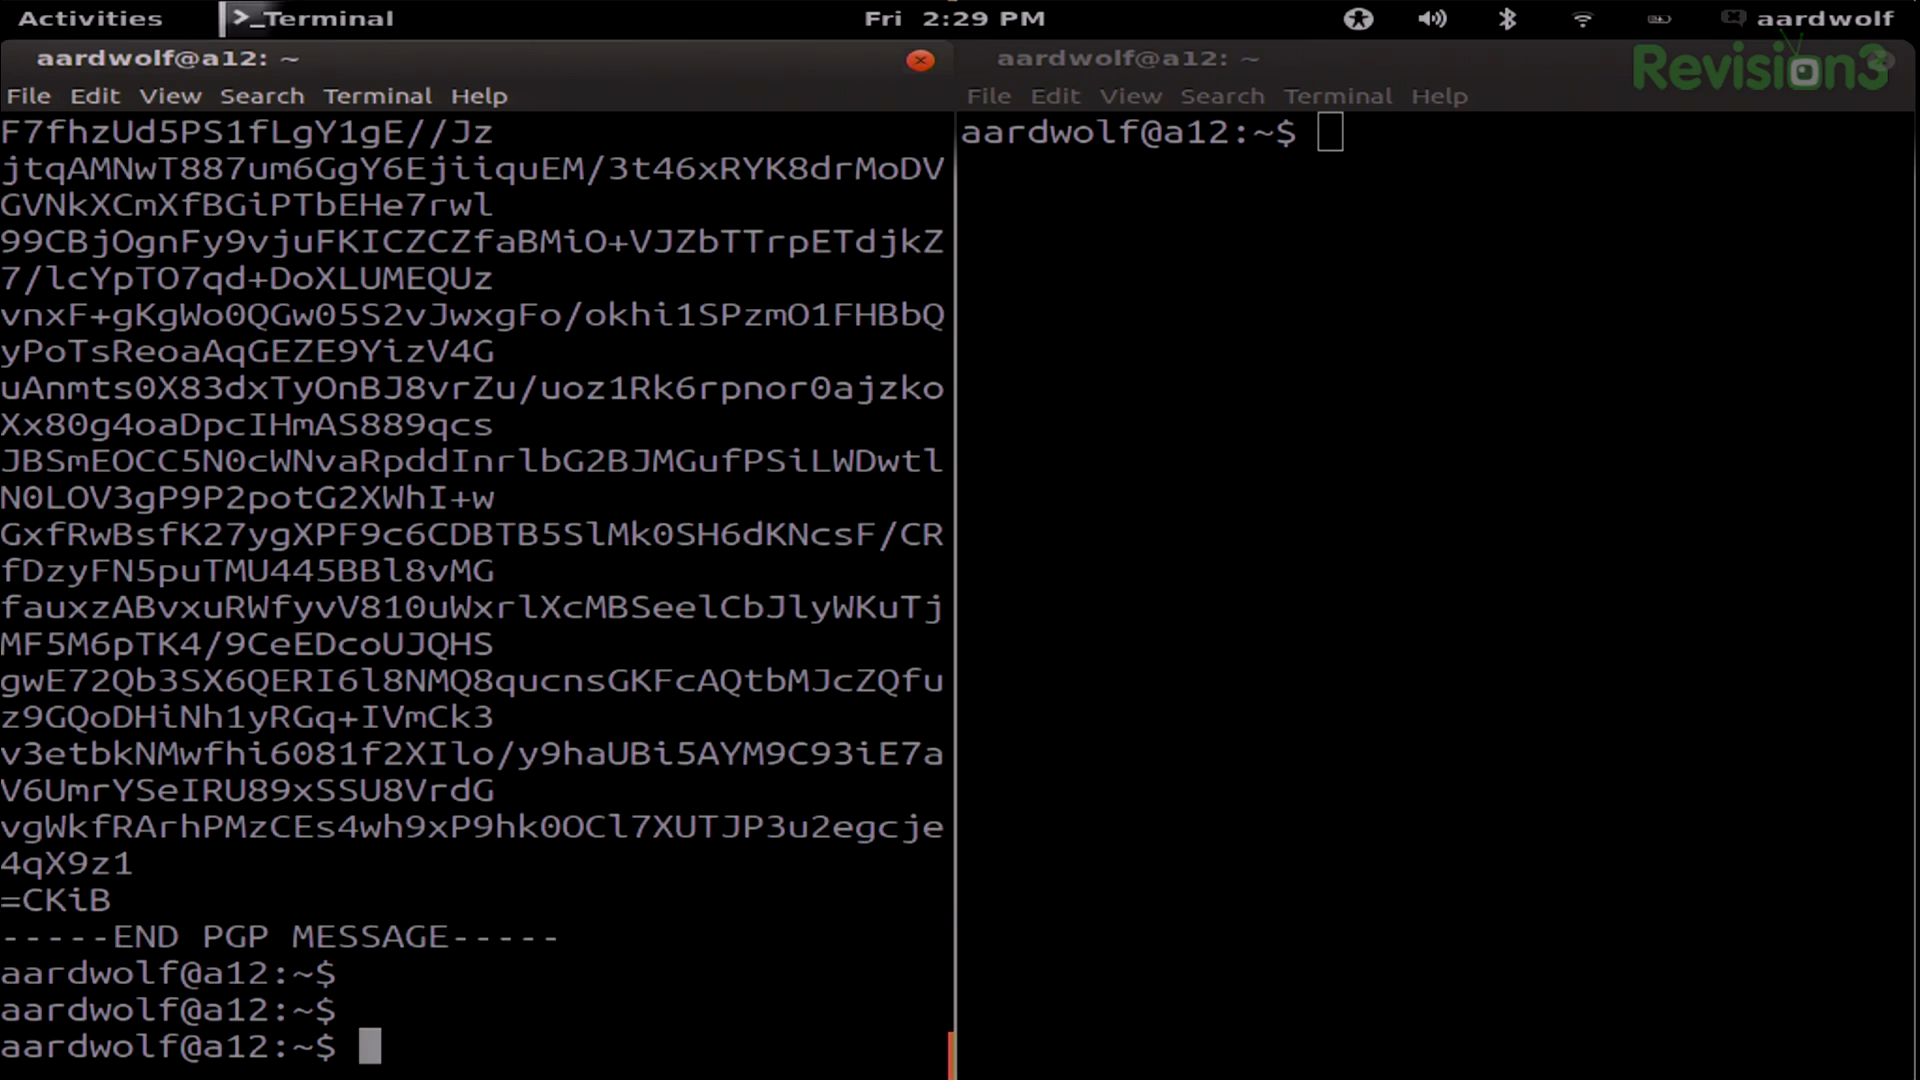 Activities >_Terminal Fri 2:29 PM aardwolf
aardwolf@a12: ~
File Edit View Search Terminal Help
F7fhzUd5PS1fLgY1gE//Jz
jtqAMNwT887um6GgY6EjiiquEM/3t46xRYK8drMoDV
GVNkXCmXfBGiPTbEHe7rwl
99CBjOgnFy9vjuFKICZCZfaBMiO+VJZbTTrpETdjkZ
7/lcYpTO7qd+DoXLUMEQUz
vnxF+gKgWo0QGw05S2vJwxgFo/okhi1SPzmO1FHBbQ
yPoTsReoaAqGEZE9YizV4G
uAnmts0X83dxTyOnBJ8vrZu/uoz1Rk6rpnor0ajzko
Xx80g4oaDpcIHmAS889qcs
JBSmEOCC5N0cWNvaRpddInrlbG2BJMGufPSiLWDwtl
N0LOV3gP9P2potG2XWhI+w
GxfRwBsfK27ygXPF9c6CDBTB5SlMk0SH6dKNcsF/CR
fDzyFN5puTMU445BBl8vMG
fauxzABvxuRWfyvV810uWxrlXcMBSeelCbJlyWKuTj
MF5M6pTK4/9CeEDcoUJQHS
gwE72Qb3SX6QERI6l8NMQ8qucnsGKFcAQtbMJcZQfu
z9GQoDHiNh1yRGq+IVmCk3
v3etbkNMwfhi6081f2XIlo/y9haUBi5AYM9C93iE7a
V6UmrYSeIRU89xSSU8VrdG
vgWkfRArhPMzCEs4wh9xP9hk0OCl7XUTJP3u2egcje
4qX9z1
=CKiB
-----END PGP MESSAGE-----
aardwolf@a12:~$
aardwolf@a12:~$
aardwolf@a12:~$
aardwolf@a12: ~
Revision3
File Edit View Search Terminal Help
aardwolf@a12:~$